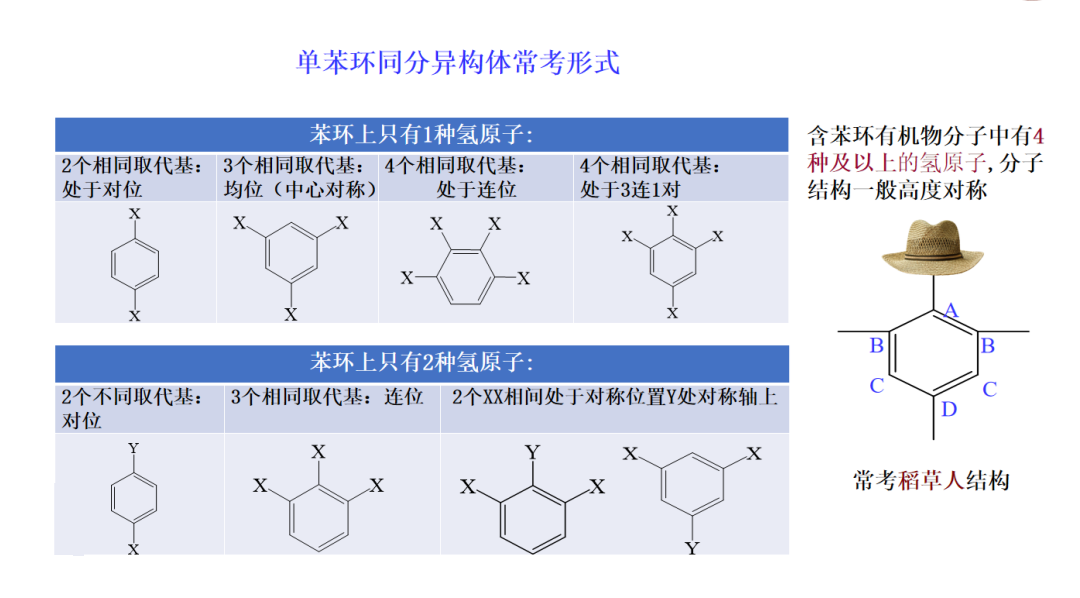 单苯环同分异构体常考形式
苯环上只有1种氢原子:
2个相同取代基:
处于对位
3个相同取代基:
均位（中心对称）
4个相同取代基:
处于连位
4个相同取代基:
处于3连1对
X
X
X
X
X
X
X
X
X
X
X
X
X
苯环上只有2种氢原子:
2个不同取代基:
对位
3个相同取代基: 连位
2个XX相间处于对称位置Y处对称轴上
Y
X
X
X
X
Y
X
X
X
X
Y
含苯环有机物分子中有4
种及以上的氢原子,分子
结构一般高度对称
A
B
B
C
C
D
常考稻草人结构